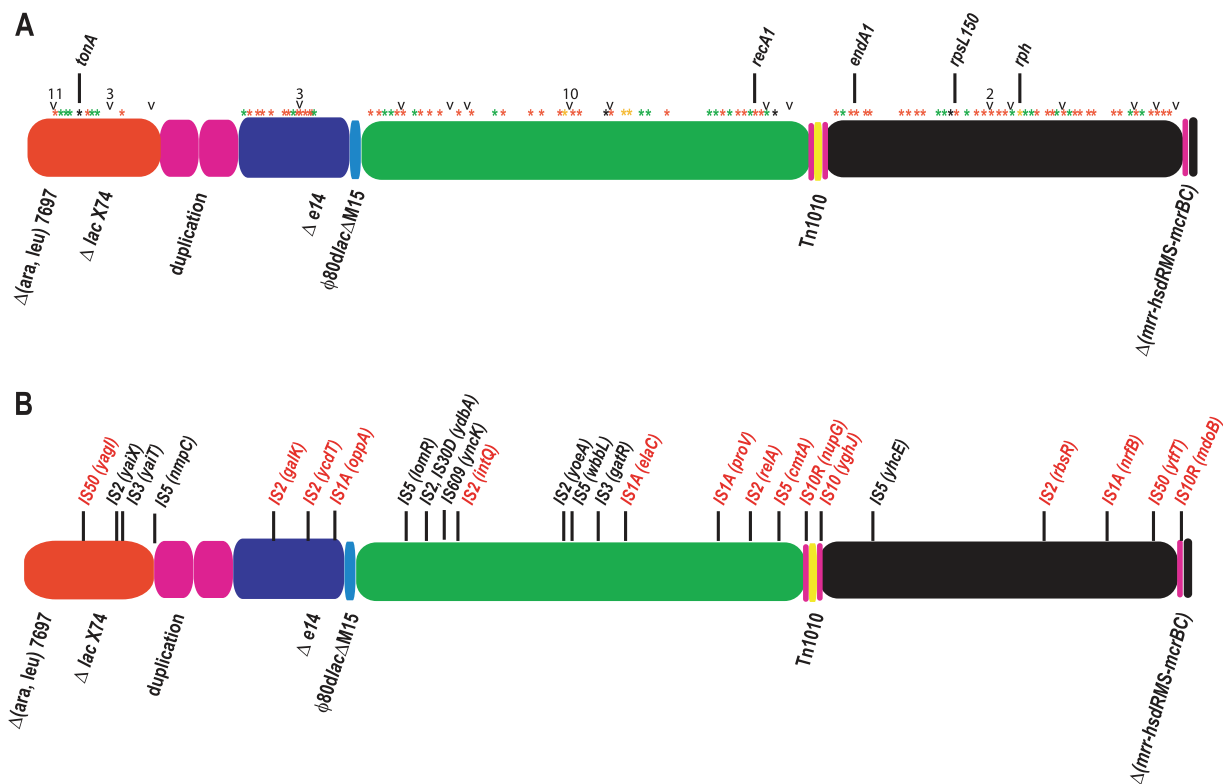 A
tonA
recA1
endA1
rpsL150
rph
11
3
3
10
2
Δ(ara, leu) 7697
Δ lac X74
duplication
Δ e14
ϕ80dlacΔM15
Tn1010
Δ(mrr-hsdRMS-mcrBC)
B
IS50 (yagI)
IS2 (yaiX)
IS3 (yaiT)
IS5 (nmpC)
IS2 (galK)
IS2 (ycdT)
IS1A (oppA)
IS5 (lomR)
IS2, IS30D (ydbA)
IS609 (yncK)
IS2 (intQ)
IS2 (yoeA)
IS5 (wbbL)
IS3 (gatR)
IS1A (elaC)
IS1A (proV)
IS2 (relA)
IS5 (cmtA)
IS10R (nupG)
IS10 (yghJ)
IS5 (yhcE)
IS2 (rbsR)
IS1A (nrfB)
IS50 (ytfT)
IS10R (mdoB)
Δ(ara, leu) 7697
Δ lac X74
duplication
Δ e14
ϕ80dlacΔM15
Tn1010
Δ(mrr-hsdRMS-mcrBC)